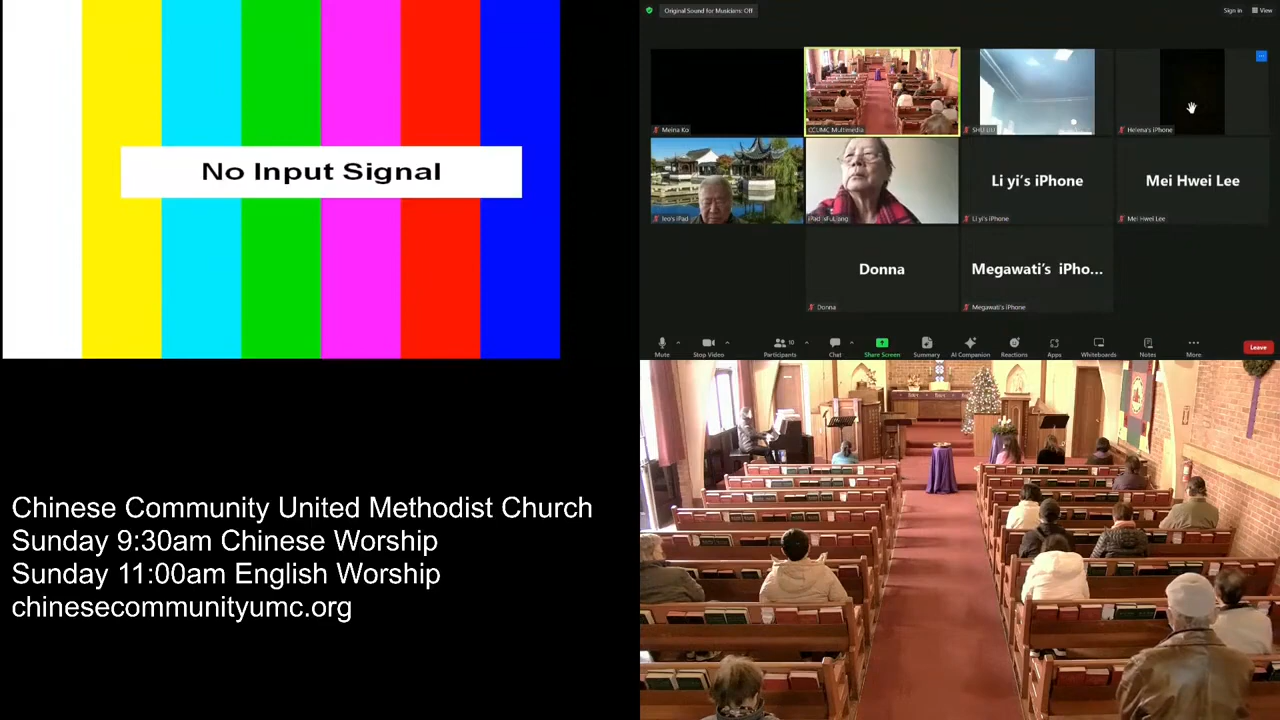 No Input Signal
Original Sound for Musicians: Off
Sign in
View
Meina Ko
CCUMC Multimedia
Helena's iPhone
leo's iPad
Li yi's iPhone
Li yi's iPhone
Mei Hwei Lee
Mei Hwei Lee
Donna
Donna
Megawati's iPho...
Megawati's iPhone
Mute
Stop Video
Participants
10
Chat
Share Screen
Summary
AI Companion
Reactions
Apps
Whiteboards
Notes
More
Leave
Chinese Community United Methodist Church
Sunday 9:30am Chinese Worship
Sunday 11:00am English Worship
chinesecommunityumc.org